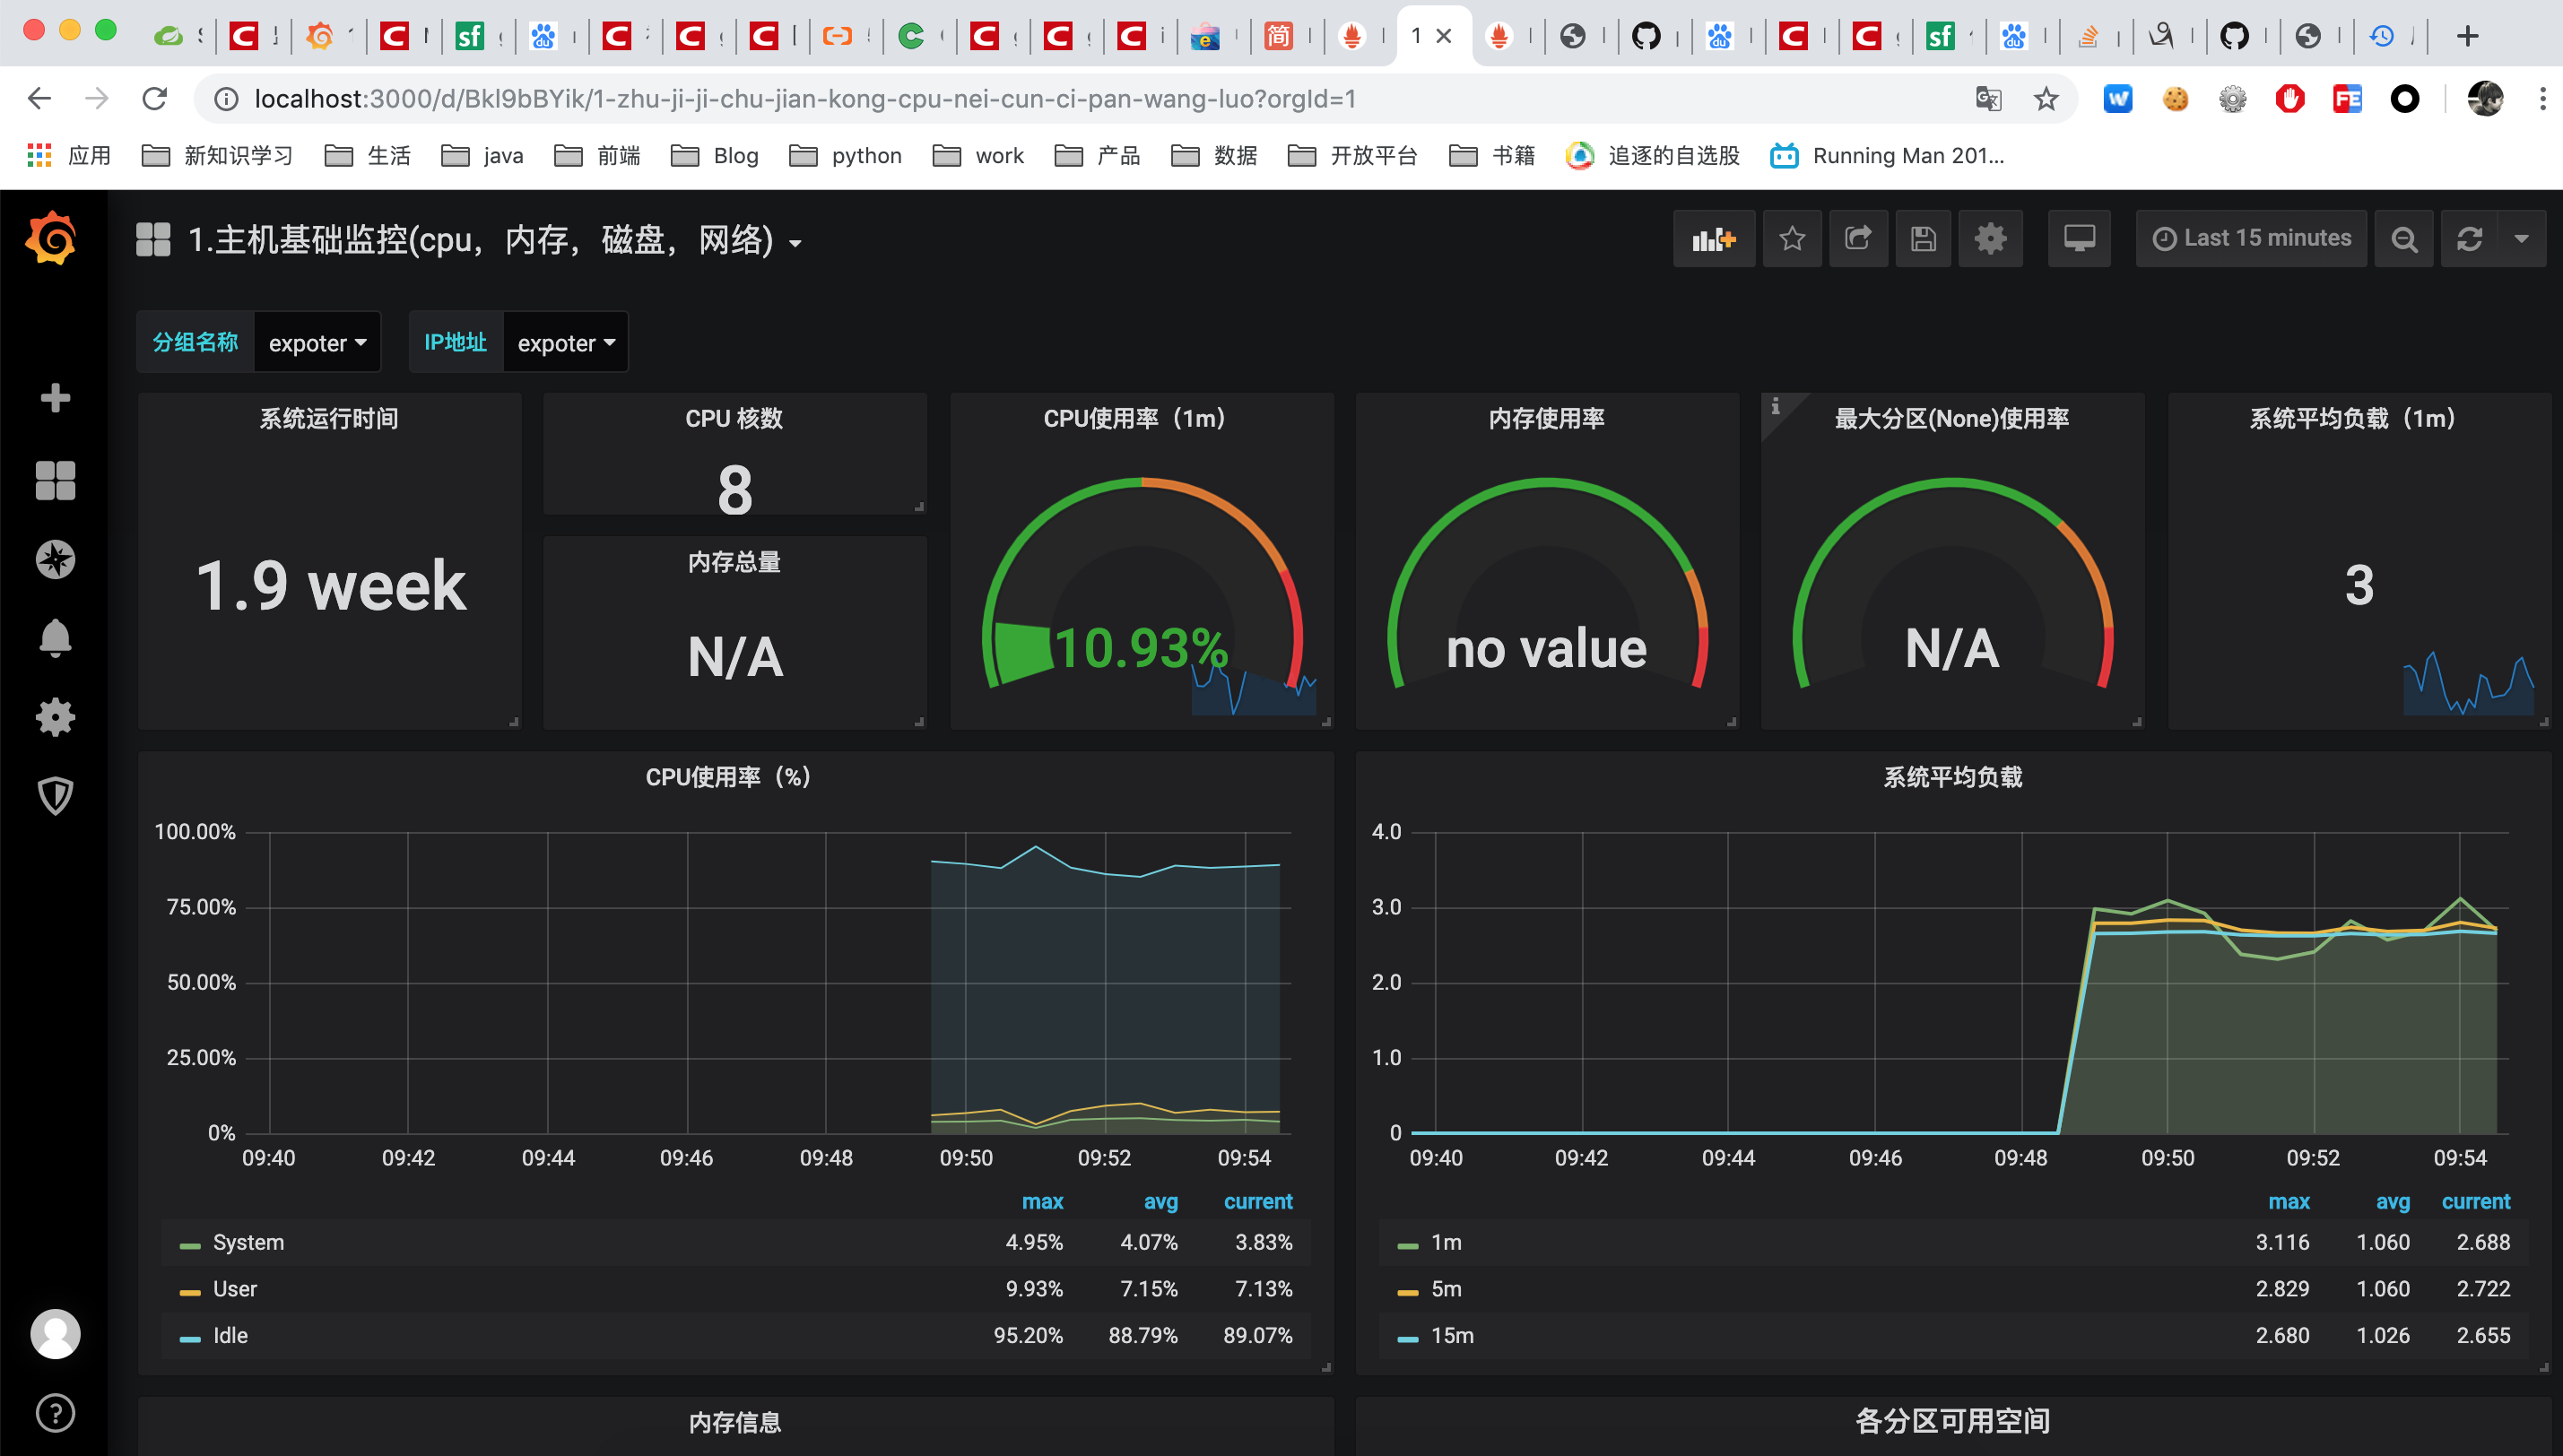 1
localhost:3000/d/BkI9bBYik/1-zhu-ji-ji-chu-jian-kong-cpu-nei-cun-ci-pan-wang-luo?orgId=1
应用 新知识学习 生活 java 前端 Blog python work 产品 数据 开放平台 书籍 追逐的自选股 Running Man 201...
1.主机基础监控(cpu，内存，磁盘，网络)
Last 15 minutes
分组名称 expoter IP地址 expoter
系统运行时间
1.9 week
CPU 核数
8
内存总量
N/A
CPU使用率（1m）
10.93%
内存使用率
no value
最大分区(None)使用率
N/A
系统平均负载（1m）
3
CPU使用率（%）
100.00%
75.00%
50.00%
25.00%
0%
09:40 09:42 09:44 09:46 09:48 09:50 09:52 09:54
max avg current
System 4.95% 4.07% 3.83%
User 9.93% 7.15% 7.13%
Idle 95.20% 88.79% 89.07%
系统平均负载
4.0
3.0
2.0
1.0
0
09:40 09:42 09:44 09:46 09:48 09:50 09:52 09:54
max avg current
1m 3.116 1.060 2.688
5m 2.829 1.060 2.722
15m 2.680 1.026 2.655
内存信息
各分区可用空间